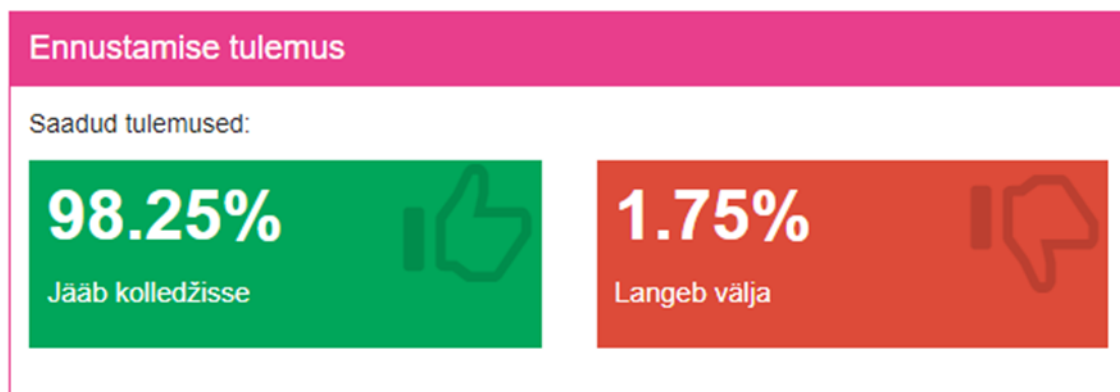 Ennustamise tulemus
Saadud tulemused:
98.25%
Jääb kolledžisse
1.75%
Langeb välja